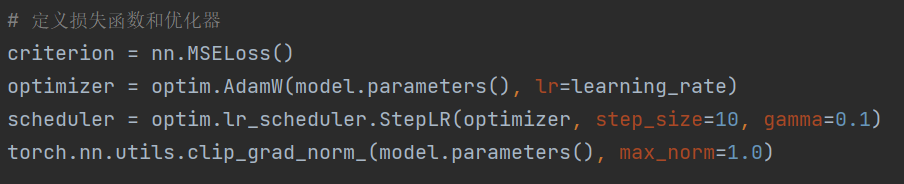 # 定义损失函数和优化器
criterion = nn.MSELoss()
optimizer = optim.AdamW(model.parameters(), lr=learning_rate)
scheduler = optim.lr_scheduler.StepLR(optimizer, step_size=10, gamma=0.1)
torch.nn.utils.clip_grad_norm_(model.parameters(), max_norm=1.0)